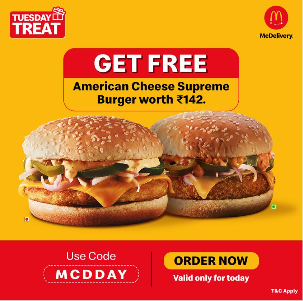 TUESDAY
TREAT
McDelivery.
GET FREE
American Cheese Supreme
Burger worth ₹142.
Use Code
MCDDAY
ORDER NOW
Valid only for today
T&C Apply